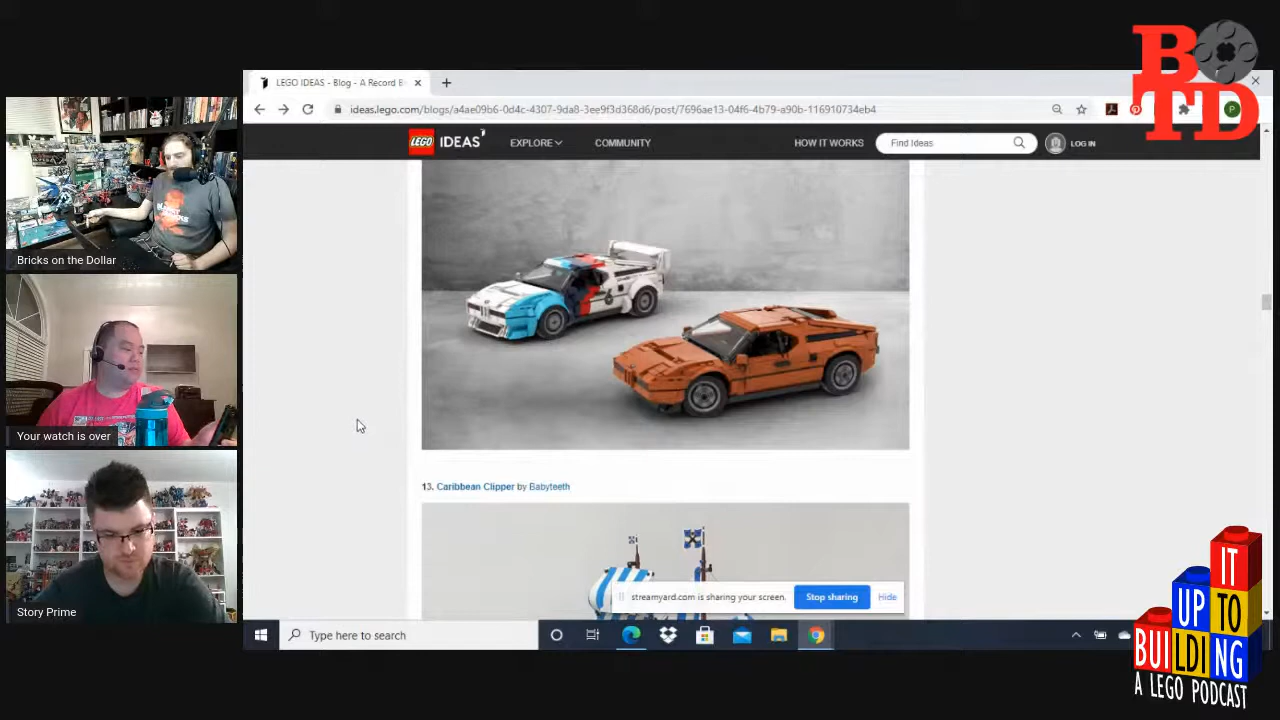 BOTD
LEGO IDEAS - Blog - A Record B
ideas.lego.com/blogs/a4ae09b6-0d4c-4307-9da8-3ee9f3d368d6/post/7696ae13-04f6-4b79-a90b-116910734eb4
LEGO IDEAS EXPLORE COMMUNITY HOW IT WORKS Find Ideas LOG IN
Bricks on the Dollar
Your watch is over
Story Prime
13. Caribbean Clipper by Babyteeth
streamyard.com is sharing your screen. Stop sharing Hide
Type here to search
BUILDING
UP TO
IT
A LEGO PODCAST